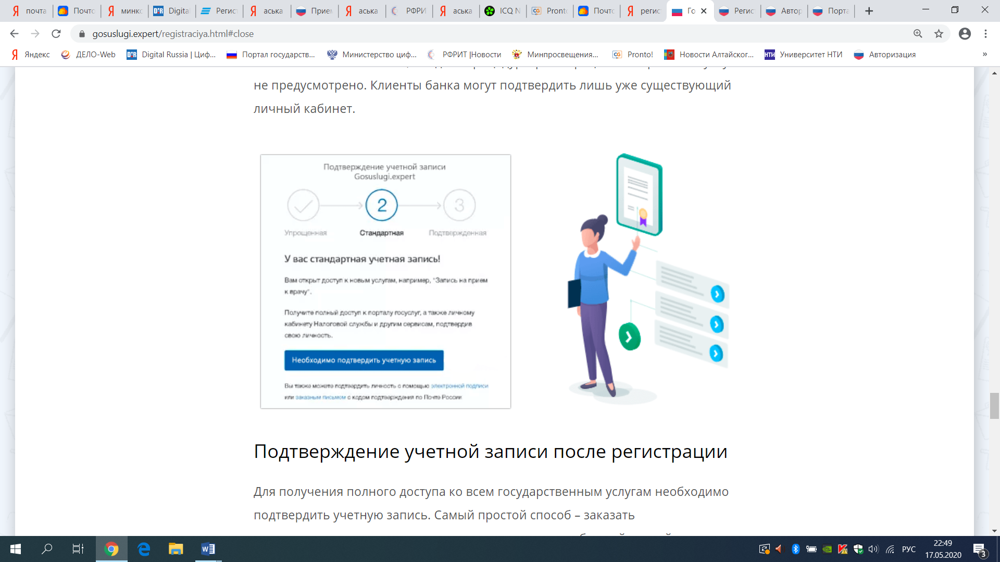 почта
Почто
минко
Digital
Регист
аська
Прием
аська
РФРИ
аська
ICQ N
Pronto
Почто
регис
Го
Регис
Автор
Порта
gosuslugi.expert/registraciya.html#close
Яндекс
ДЕЛО-Web
Digital Russia | Циф...
Портал государств...
Министерство циф...
РФРИТ |Новости
Минпросвещения...
Pronto!
Новости Алтайског...
Университет НТИ
Авторизация
»
не предусмотрено. Клиенты банка могут подтвердить лишь уже существующий
личный кабинет.
Подтверждение учетной записи
Gosuslugi.expert
2
3
Упрощенная
Стандартная
Подтвержденная
У вас стандартная учетная запись!
Вам открыт доступ к новым услугам, например, "Запись на прием
к врачу".
Получите полный доступ к порталу госуслуг, а также личному
кабинету Налоговой службы и другим сервисам, подтвердив
свою личность.
Необходимо подтвердить учетную запись
Вы также можете подтвердить личность с помощью электронной подписи
или заказным письмом с кодом подтверждения по Почте России
Подтверждение учетной записи после регистрации
Для получения полного доступа ко всем государственным услугам необходимо
подтвердить учетную запись. Самый простой способ – заказать
РУС
22:49
17.05.2020
3